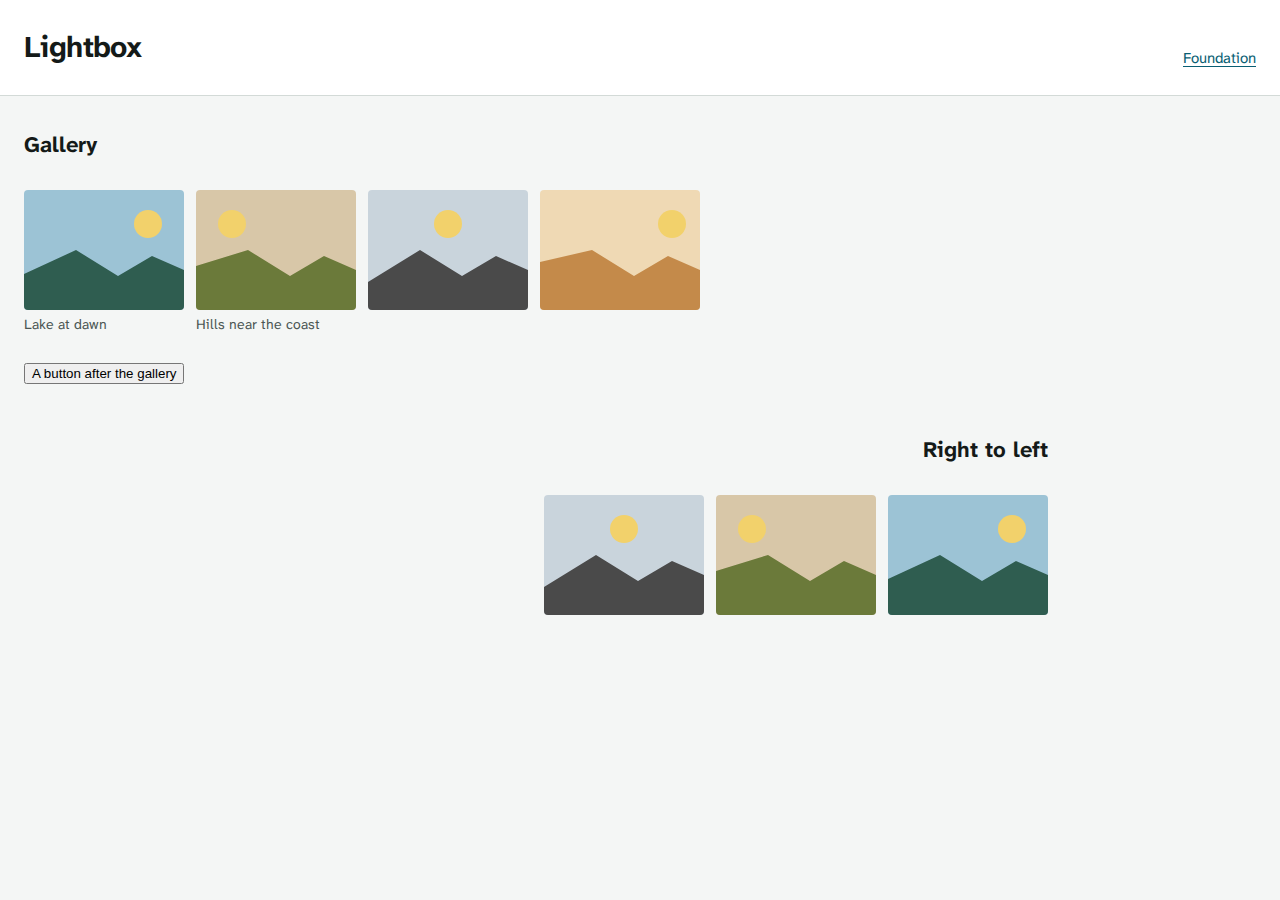 Lightbox
Foundation
Gallery
Lake at dawn
Hills near the coast
A button after the gallery
Right to left